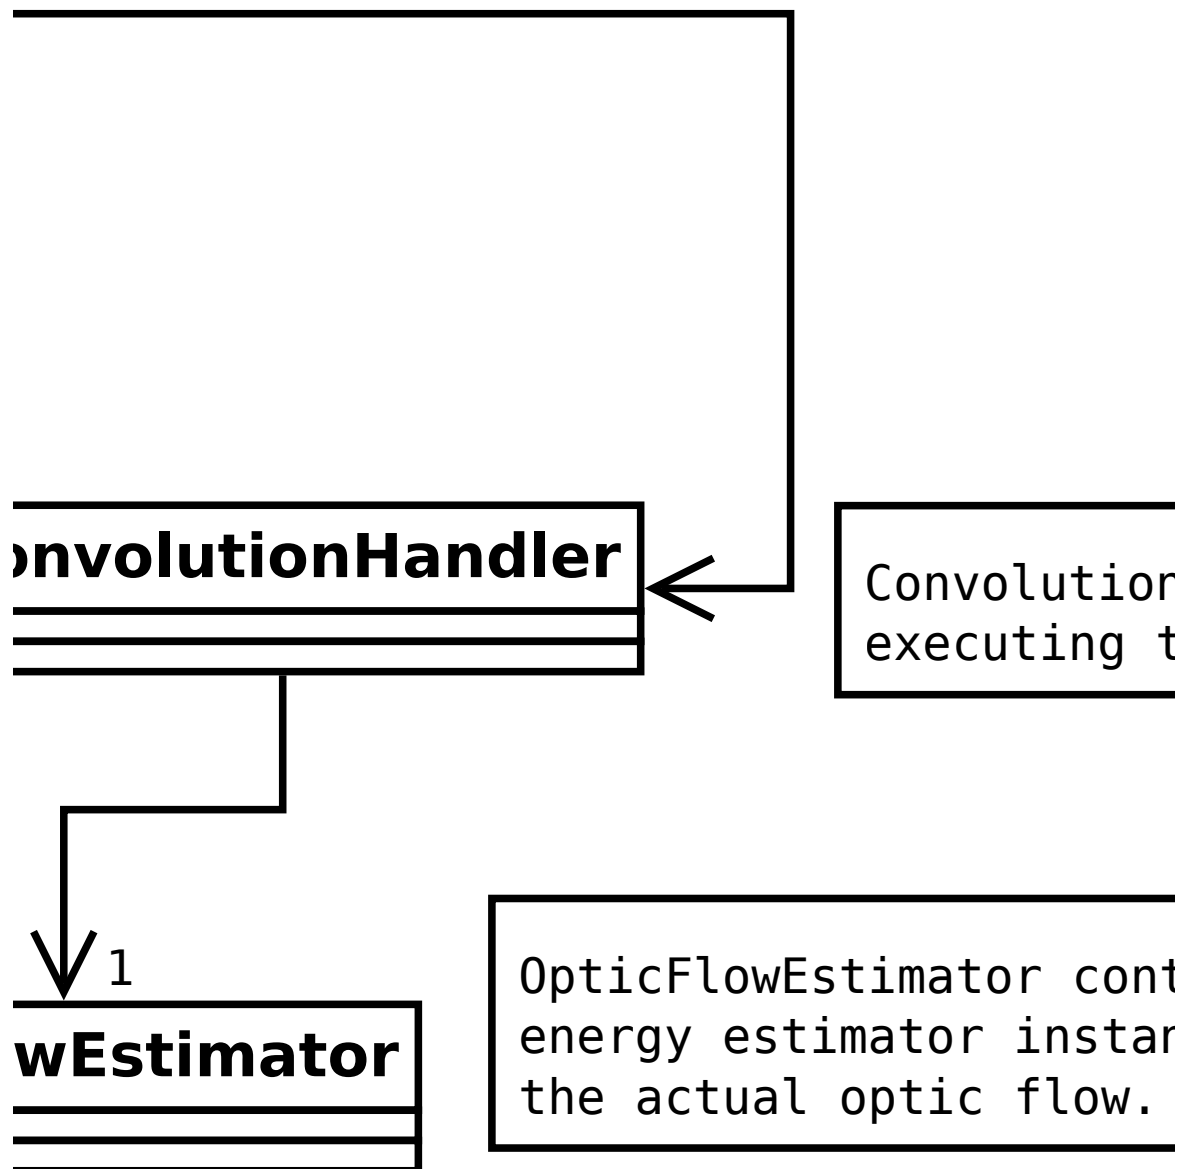 onvolutionHandler
Convolution
executing t
1
wEstimator
OpticFlowEstimator cont
energy estimator instan
the actual optic flow.